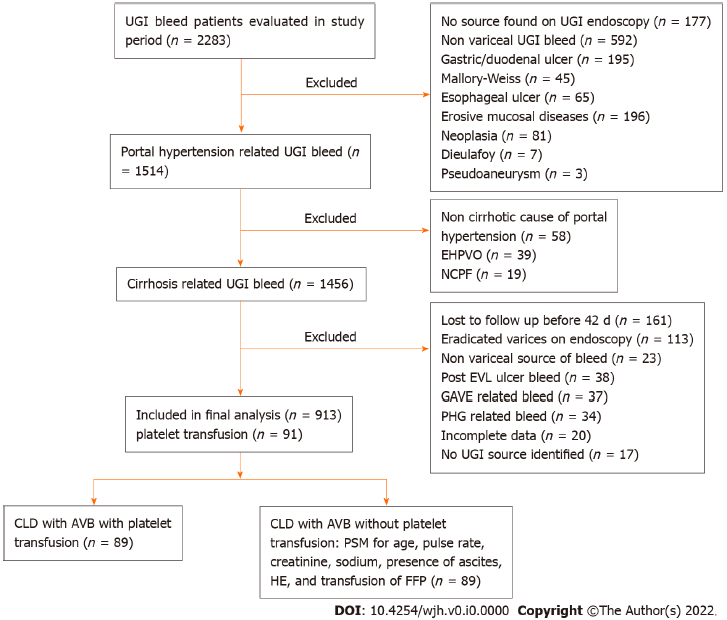 UGI bleed patients evaluated in study
period (n = 2283)
No source found on UGI endoscopy (n = 177)
Non variceal UGI bleed (n = 592)
Gastric/duodenal ulcer (n = 195)
Mallory-Weiss (n = 45)
Esophageal ulcer (n = 65)
Erosive mucosal diseases (n = 196)
Neoplasia (n = 81)
Dieulafoy (n = 7)
Pseudoaneurysm (n = 3)
Excluded
Portal hypertension related UGI bleed (n
= 1514)
Excluded
Non cirrhotic cause of portal
hypertension (n = 58)
EHPVO (n = 39)
NCPF (n = 19)
Cirrhosis related UGI bleed (n = 1456)
Excluded
Lost to follow up before 42 d (n = 161)
Eradicated varices on endoscopy (n = 113)
Non variceal source of bleed (n = 23)
Post EVL ulcer bleed (n = 38)
GAVE related bleed (n = 37)
PHG related bleed (n = 34)
Incomplete data (n = 20)
No UGI source identified (n = 17)
Included in final analysis (n = 913)
platelet transfusion (n = 91)
CLD with AVB with platelet
transfusion (n = 89)
CLD with AVB without platelet
transfusion: PSM for age, pulse rate,
creatinine, sodium, presence of ascites,
HE, and transfusion of FFP (n = 89)
DOI: 10.4254/wjh.v0.i0.0000 Copyright ©The Author(s) 2022.